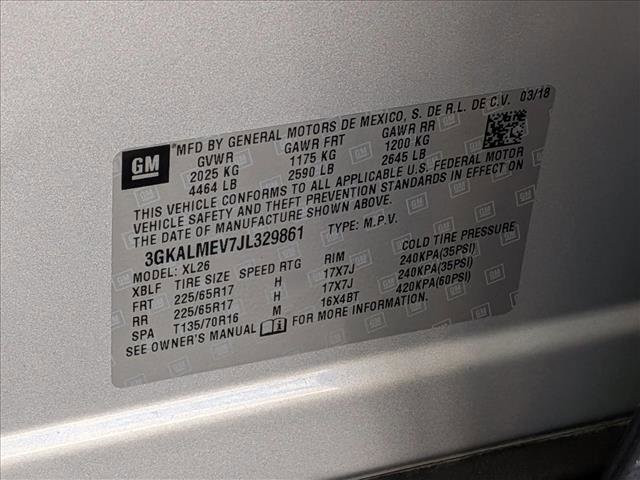 GM
MFD BY GENERAL MOTORS DE MEXICO, S. DE R.L. DE C.V. 03/18
GVWR GAWR FRT GAWR RR
2025 KG 1175 KG 1200 KG
4464 LB 2590 LB 2645 LB
THIS VEHICLE CONFORMS TO ALL APPLICABLE U.S. FEDERAL MOTOR
VEHICLE SAFETY AND THEFT PREVENTION STANDARDS IN EFFECT ON
THE DATE OF MANUFACTURE SHOWN ABOVE.
3GKALMEV7JL329861 TYPE: M.P.V.
MODEL: XL26
XBLF TIRE SIZE SPEED RTG RIM COLD TIRE PRESSURE
FRT 225/65R17 H 17X7J 240KPA(35PSI)
RR 225/65R17 H 17X7J 240KPA(35PSI)
SPA T135/70R16 M 16X4BT 420KPA(60PSI)
SEE OWNER'S MANUAL FOR MORE INFORMATION.